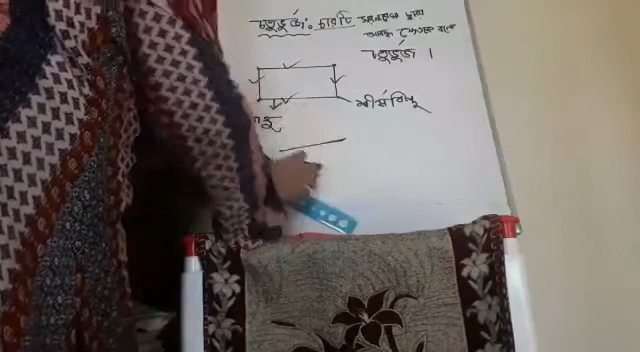 চতুর্ভুজ: চারটি সরলরেখা দ্বারা
আবদ্ধ ক্ষেত্রকে বলে
চতুর্ভুজ ।
শীর্ষবিন্দু
বাহু